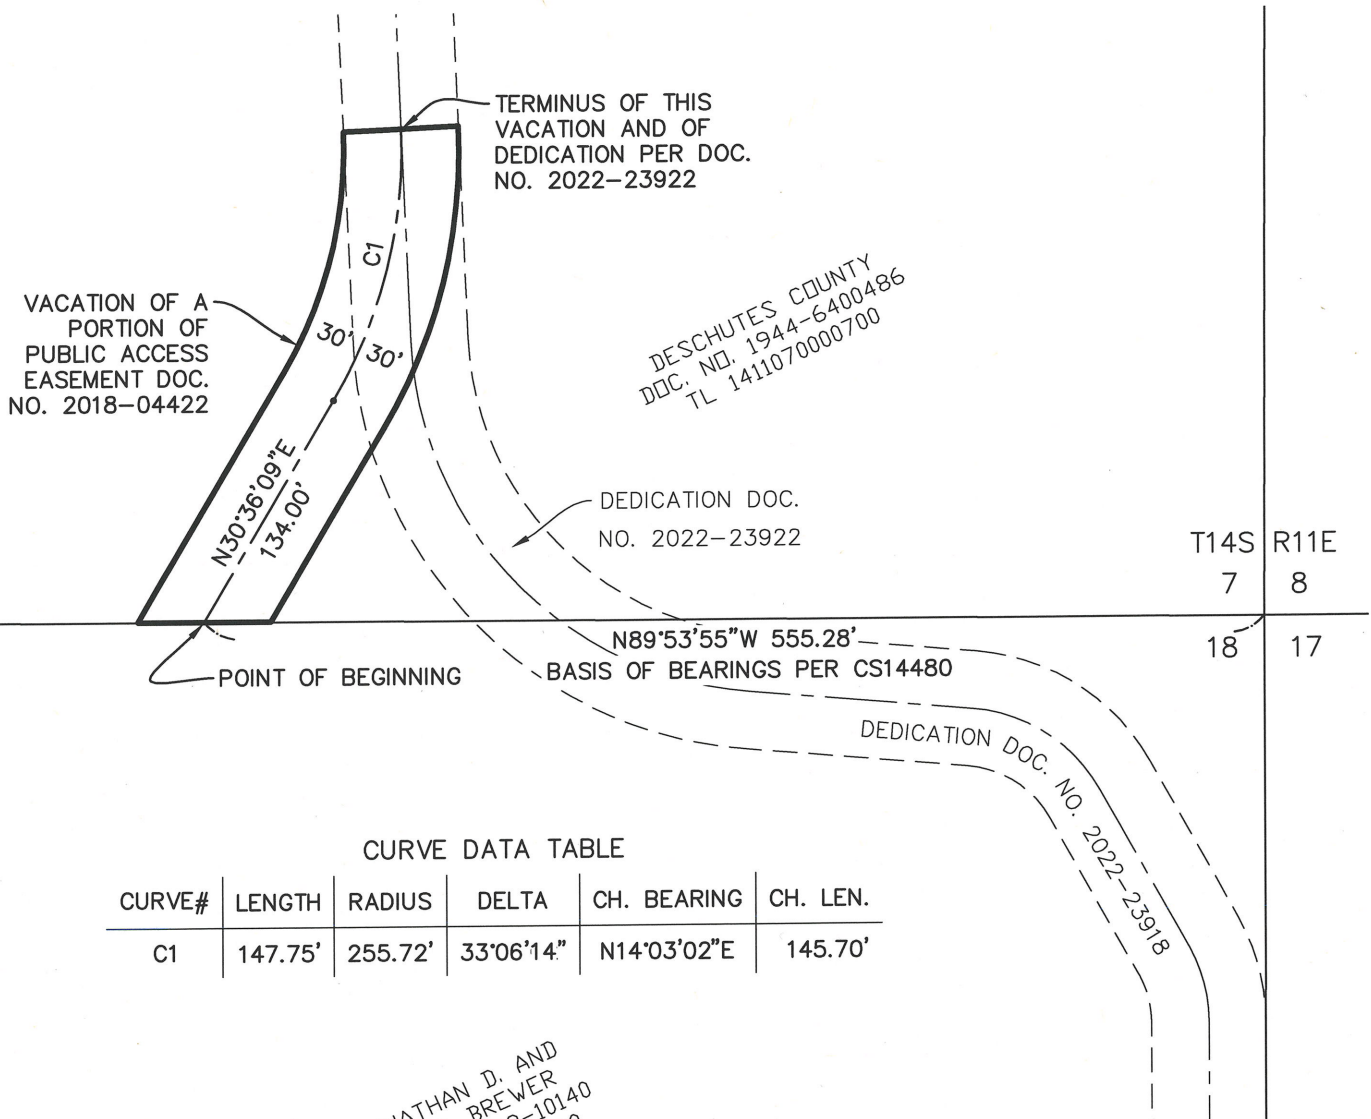 TERMINUS OF THIS
VACATION AND OF
DEDICATION PER DOC.
NO. 2022-23922
C1
DESCHUTES COUNTY
DOC. NO. 1944-6400486
TL 1411070000700
VACATION OF A
PORTION OF
PUBLIC ACCESS
EASEMENT DOC.
NO. 2018-04422
30' 30'
N30°36'09"E
134.00'
DEDICATION DOC.
NO. 2022-23922
T14S R11E
7 8
18 17
N89°53'55"W 555.28'
BASIS OF BEARINGS PER CS14480
POINT OF BEGINNING
DEDICATION DOC. NO. 2022-23918
CURVE DATA TABLE
CURVE# LENGTH RADIUS DELTA CH. BEARING CH. LEN.
C1 147.75' 255.72' 33°06'14" N14°03'02"E 145.70'
D. AND
BREWER
-10140